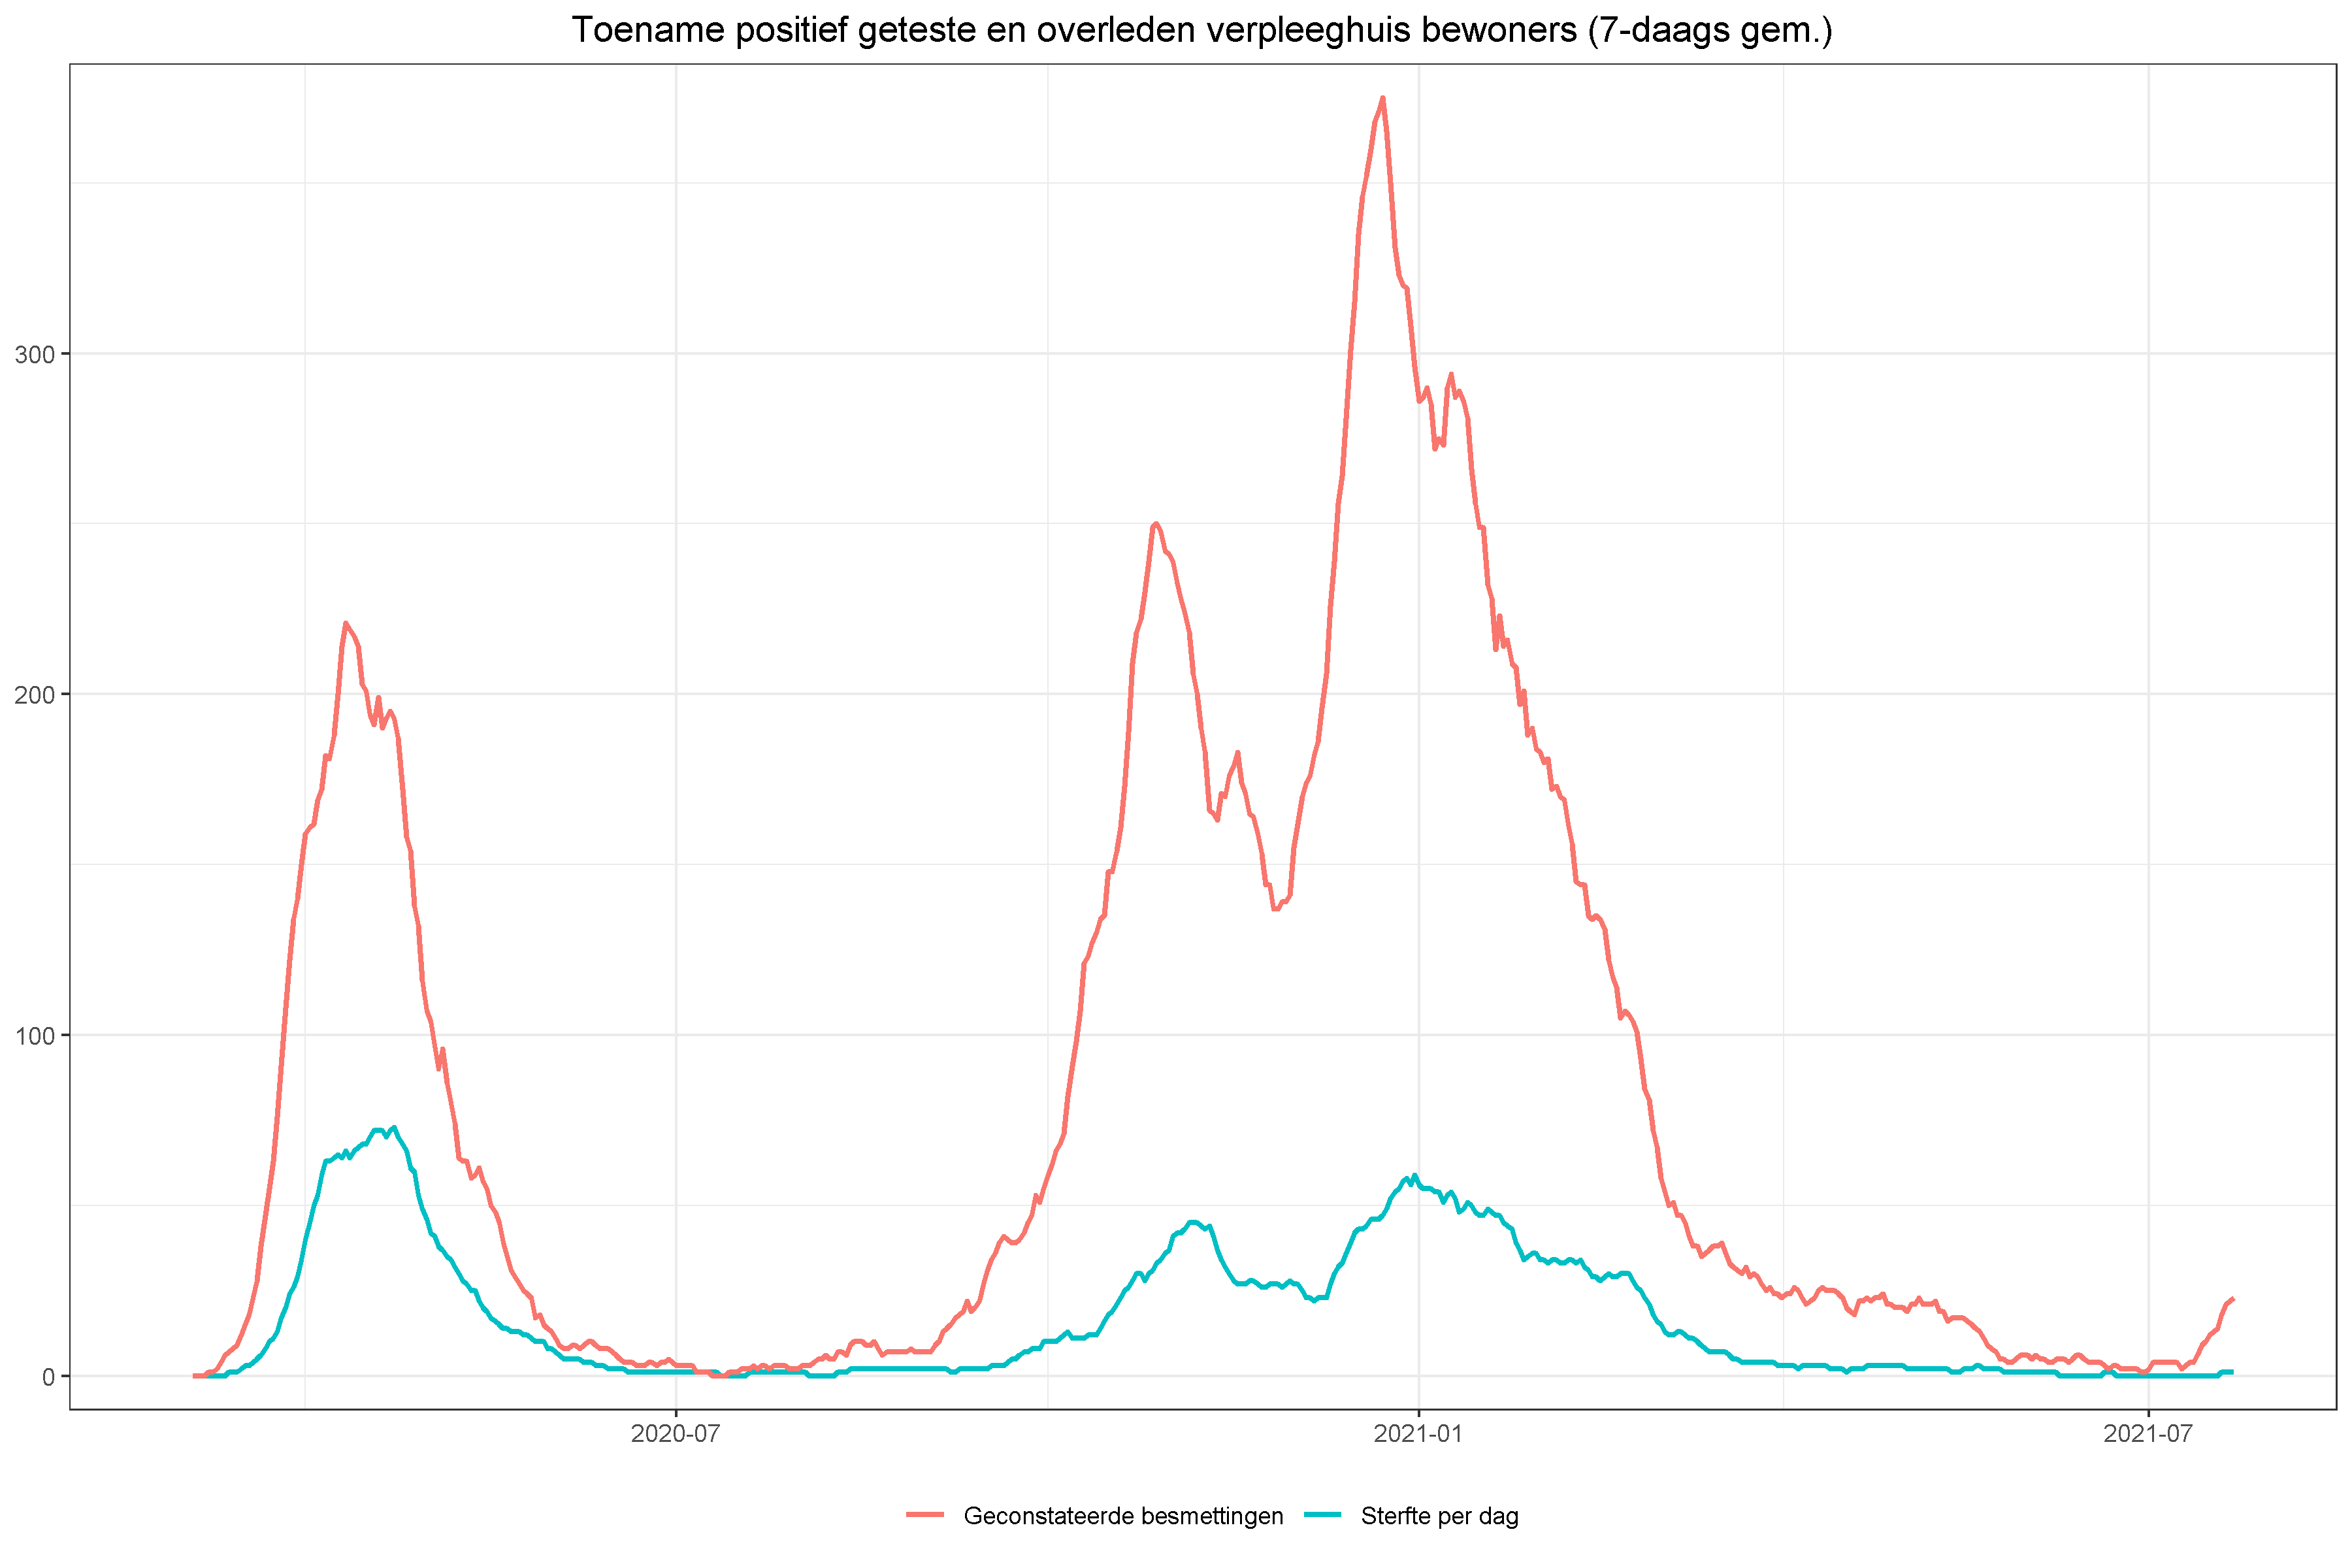 Toename positief geteste en overleden verpleeghuis bewoners (7-daags gem.)
300
200
100
0
2020-07 2021-01 2021-07
Geconstateerde besmettingen Sterfte per dag